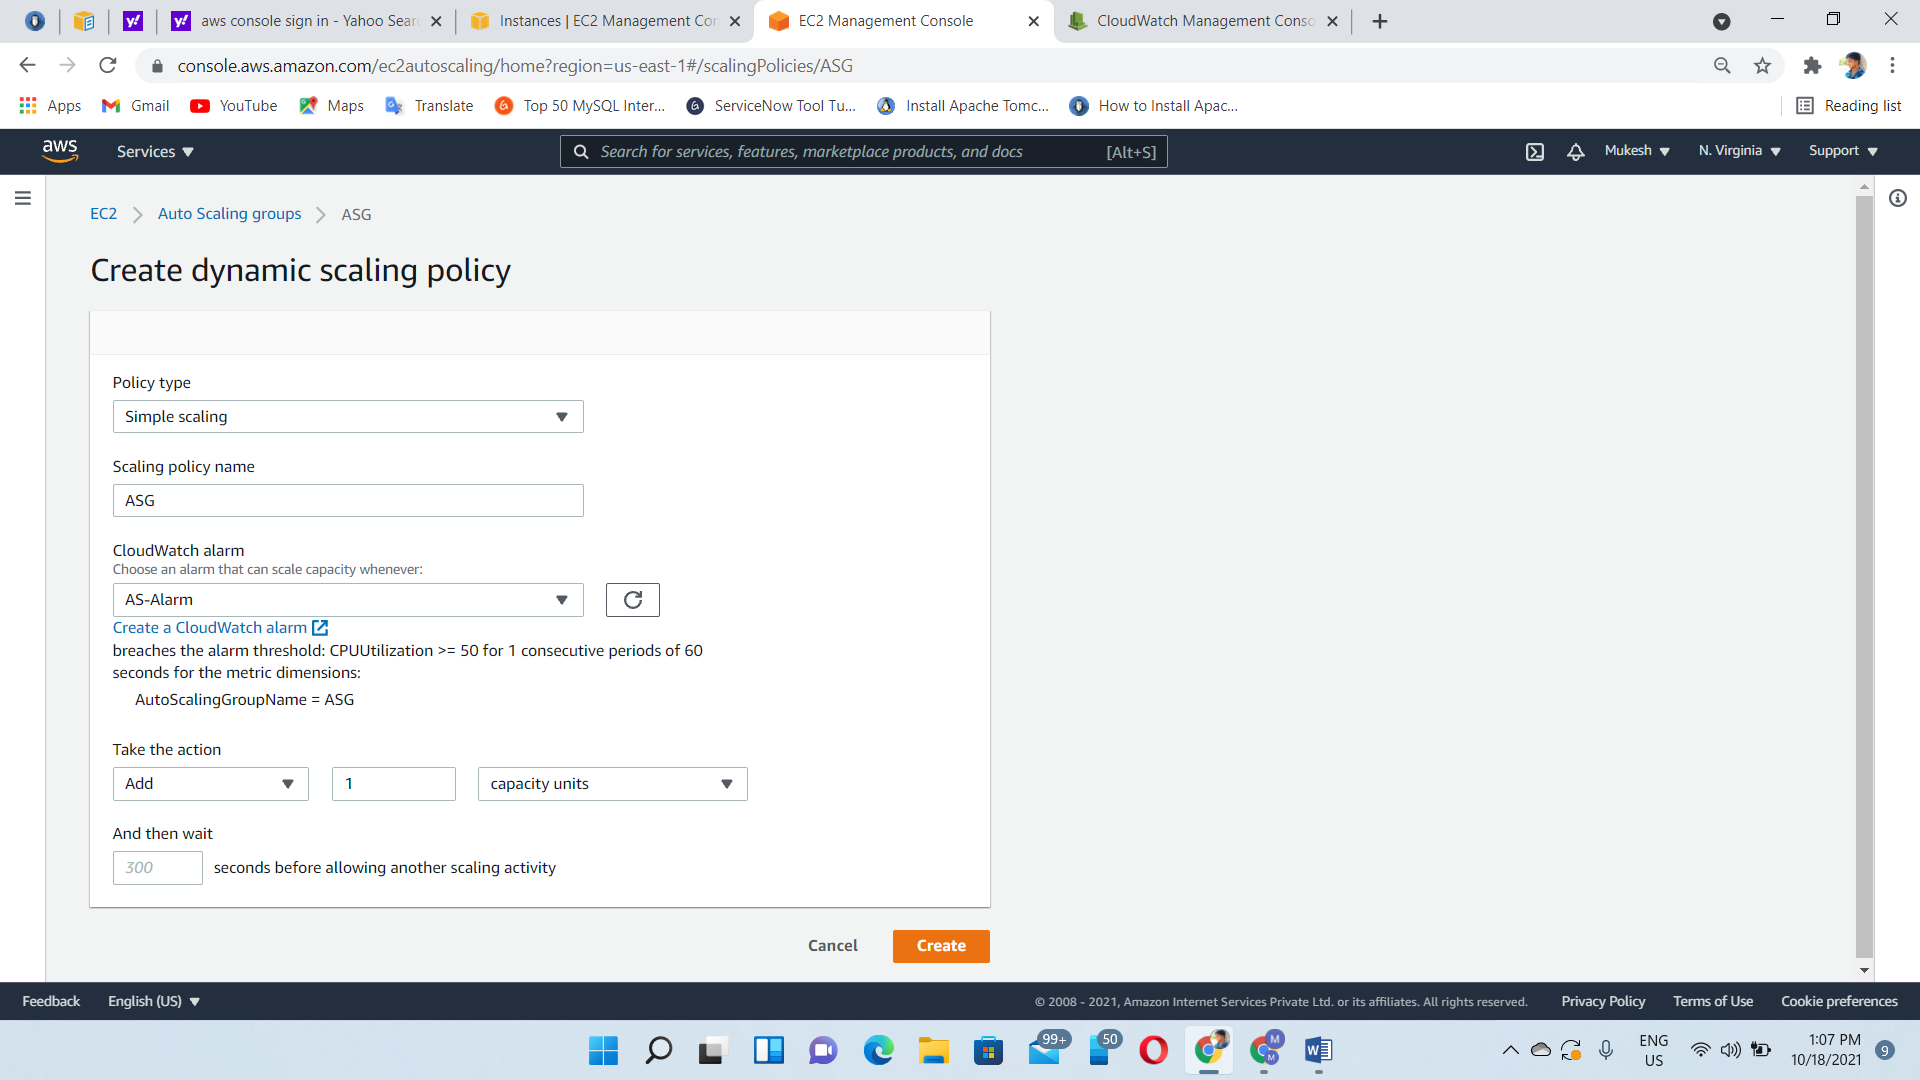 aws console sign in - Yahoo Sear
Instances | EC2 Management Con
EC2 Management Console
CloudWatch Management Conso
console.aws.amazon.com/ec2autoscaling/home?region=us-east-1#/scalingPolicies/ASG
Apps
Gmail
YouTube
Maps
Translate
Top 50 MySQL Inter...
ServiceNow Tool Tu...
Install Apache Tomc...
How to Install Apac...
Reading list
aws
Services
Search for services, features, marketplace products, and docs
[Alt+S]
Mukesh
N. Virginia
Support
EC2
Auto Scaling groups
ASG
Create dynamic scaling policy
Policy type
Simple scaling
Scaling policy name
ASG
CloudWatch alarm
Choose an alarm that can scale capacity whenever:
AS-Alarm
Create a CloudWatch alarm
breaches the alarm threshold: CPUUtilization >= 50 for 1 consecutive periods of 60
seconds for the metric dimensions:
AutoScalingGroupName = ASG
Take the action
Add
1
capacity units
And then wait
300
seconds before allowing another scaling activity
Cancel
Create
Feedback
English (US)
© 2008 - 2021, Amazon Internet Services Private Ltd. or its affiliates. All rights reserved.
Privacy Policy
Terms of Use
Cookie preferences
99+
50
M
M
ENG
US
1:07 PM
10/18/2021
9